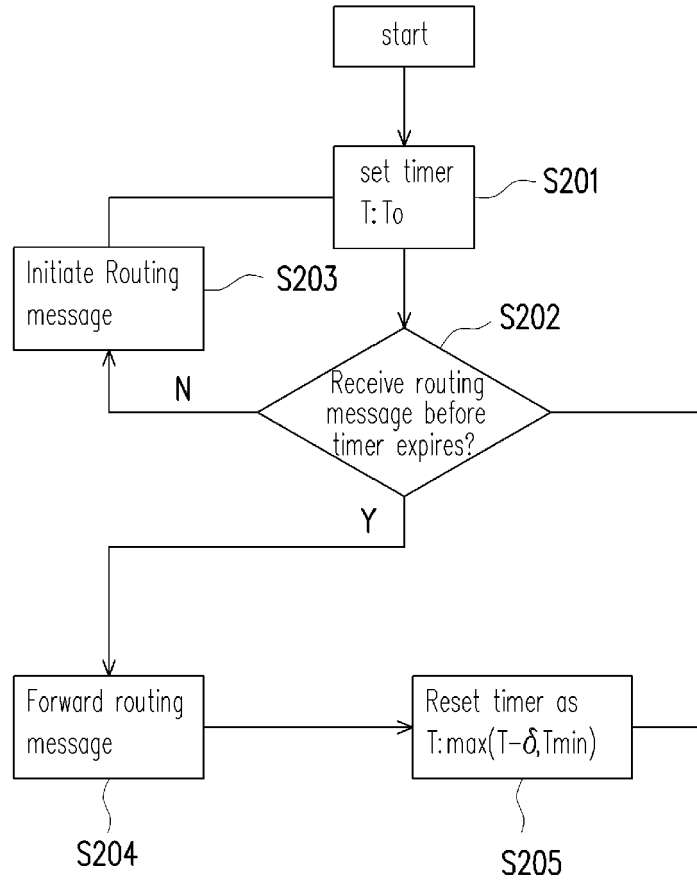 start
set timer
T:To
S201
Initiate Routing
message
S203
S202
Receive routing
message before
timer expires?
N
Y
Forward routing
message
S204
Reset timer as
T:max(T-δ,Tmin)
S205